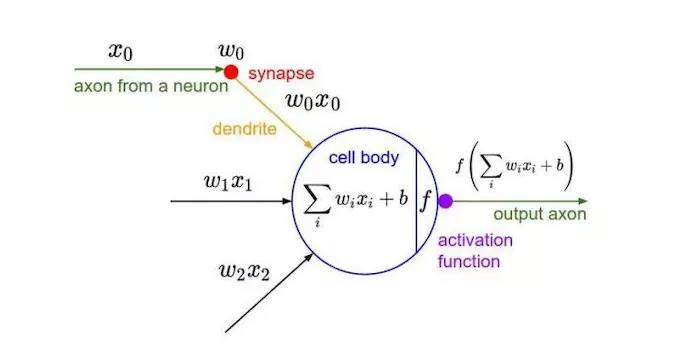 x₀ w₀
synapse
axon from a neuron
w₀x₀
dendrite
cell body
f(∑ᵢ wᵢxᵢ + b)
w₁x₁
∑ᵢ wᵢxᵢ + b f
output axon
activation
function
w₂x₂